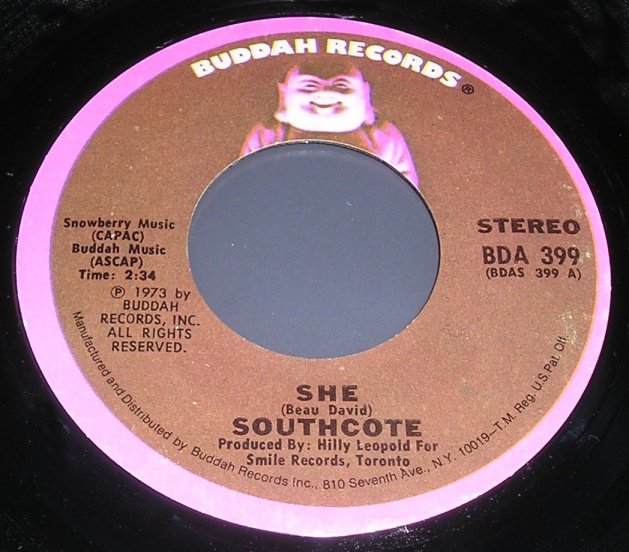 BUDDAH RECORDS®
Snowberry Music
(CAPAC)
Buddah Music
(ASCAP)
Time: 2:34
℗ 1973 by
BUDDAH
RECORDS, INC.
ALL RIGHTS
RESERVED.
STEREO
BDA 399
(BDAS 399 A)
SHE
(Beau David)
SOUTHCOTE
Produced By: Hilly Leopold For
Smile Records, Toronto
Manufactured and Distributed by Buddah Records Inc., 810 Seventh Ave., N.Y. 10019—T.M. Reg. U.S. Pat. Off.